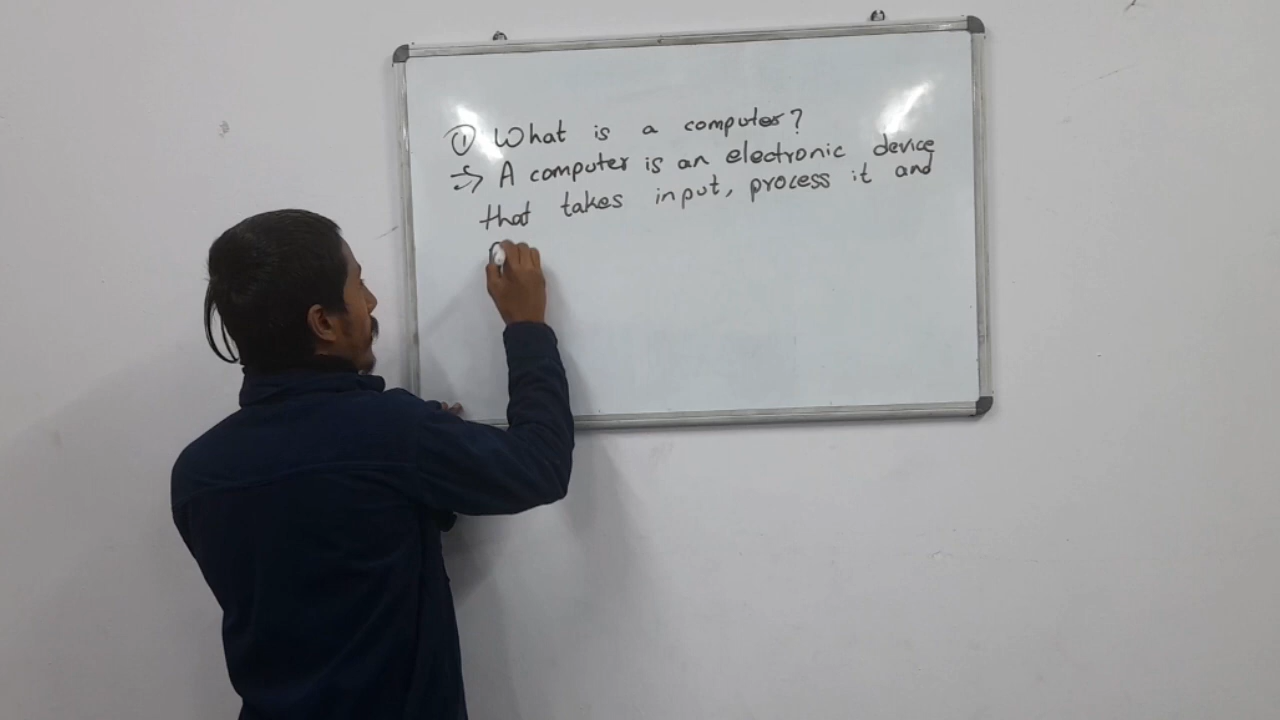 ① What is a computer?
⇒ A computer is an electronic device
that takes input, process it and